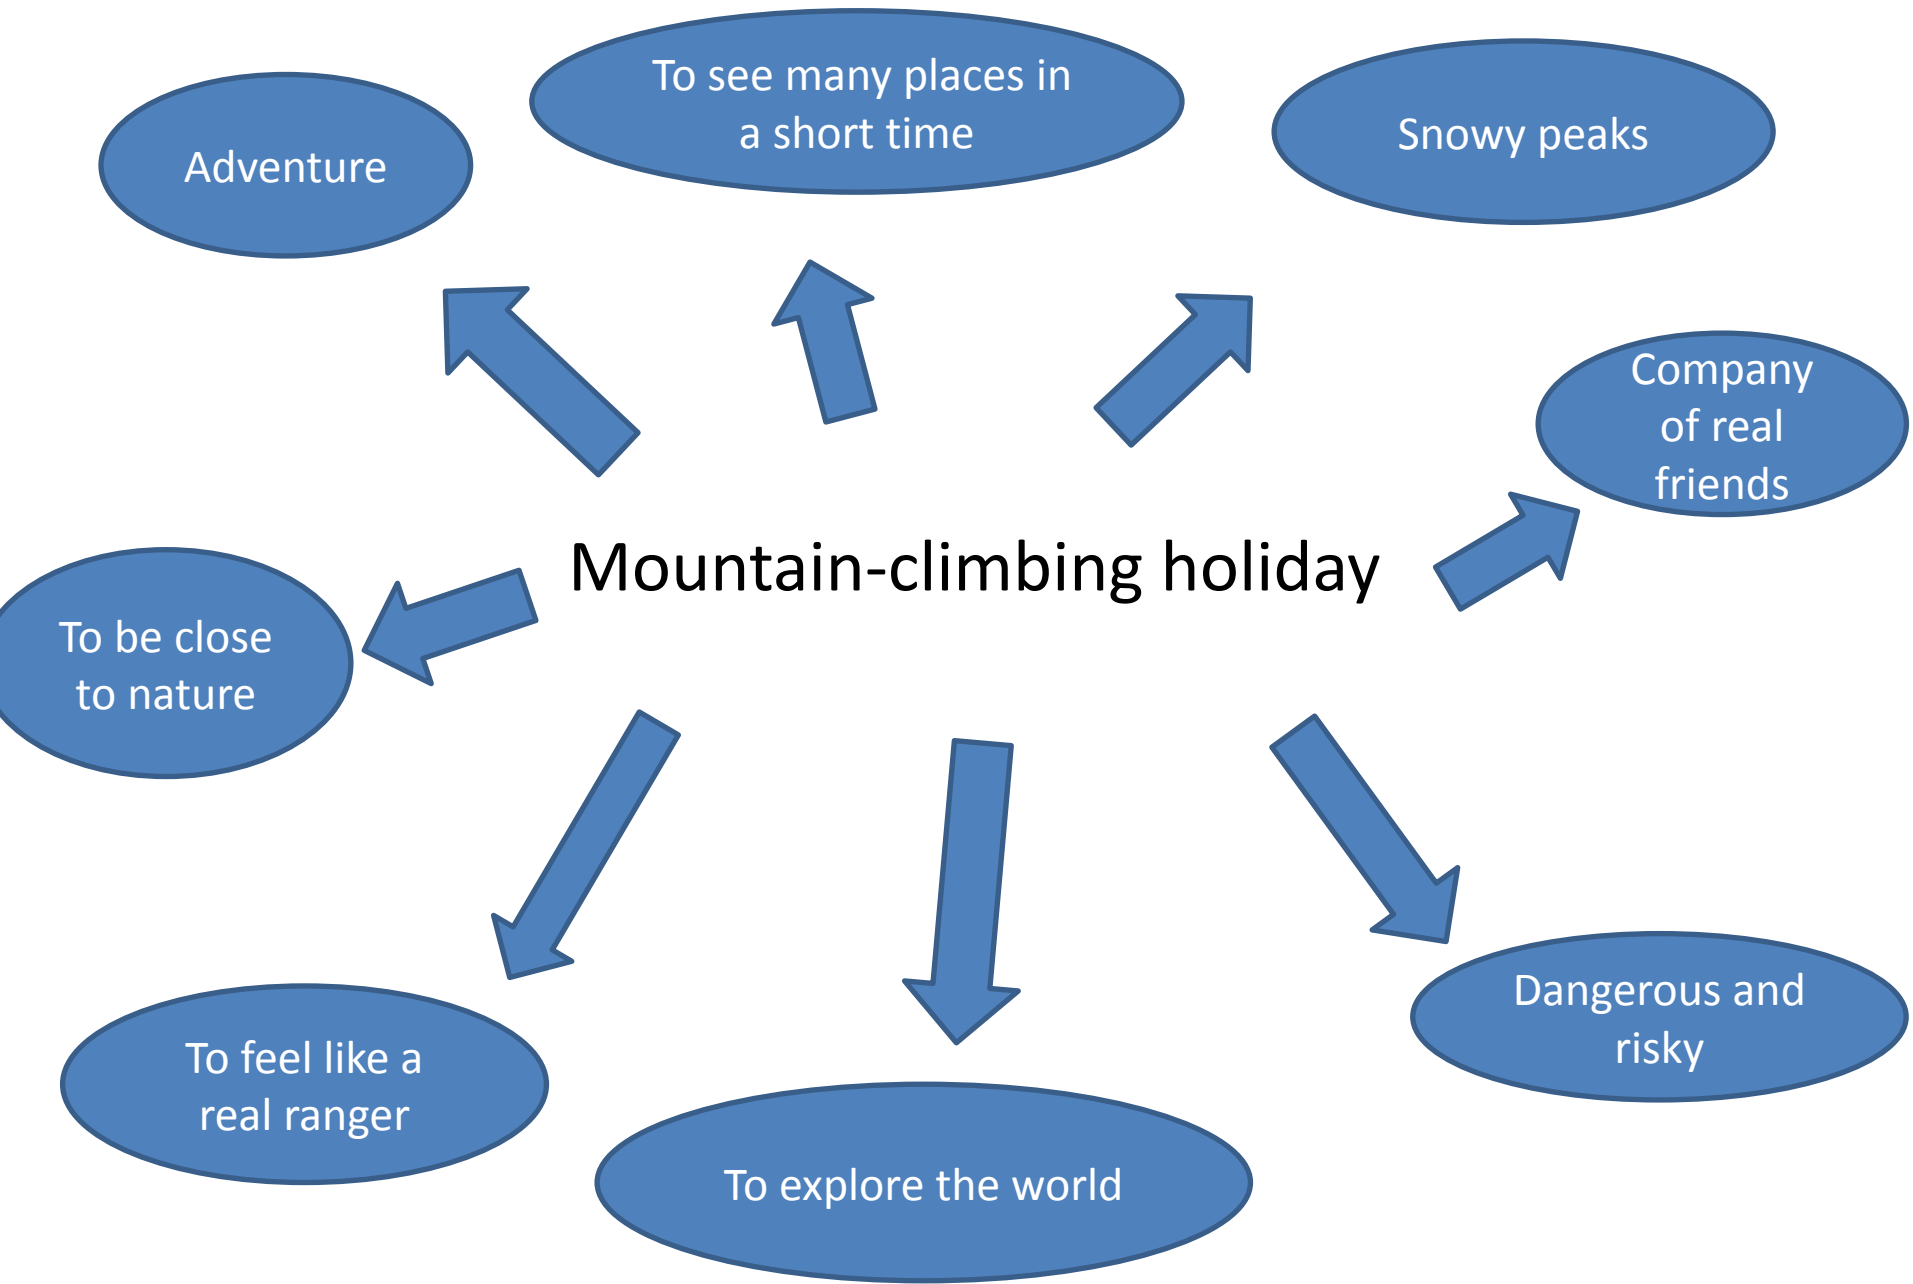 To see many places in
a short time
Snowy peaks
Adventure
Company
of real
friends
Mountain-climbing holiday
To be close
to nature
Dangerous and
risky
To feel like a
real ranger
To explore the world